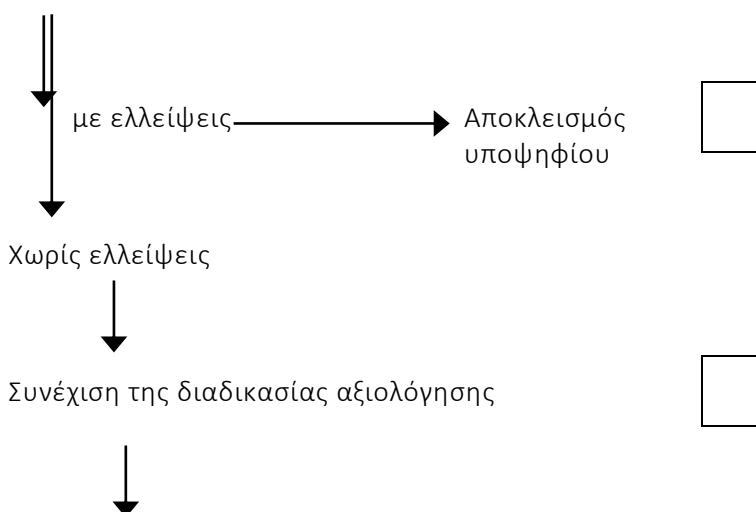 με ελλείψεις
Αποκλεισμός
υποψηφίου
Χωρίς ελλείψεις
Συνέχιση της διαδικασίας αξιολόγησης